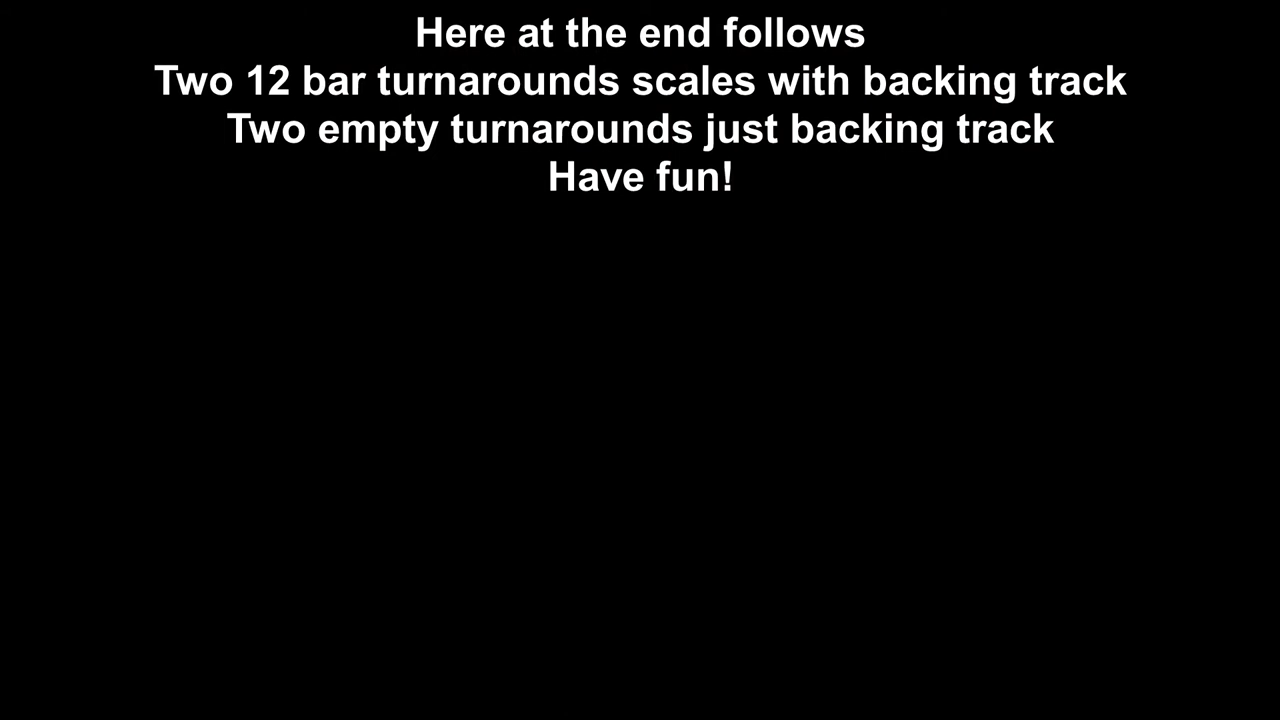 Here at the end follows
Two 12 bar turnarounds scales with backing track
Two empty turnarounds just backing track
Have fun!